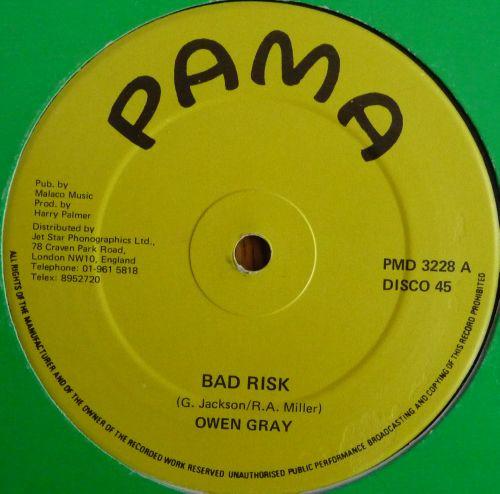 PAMA
Pub. by
Malaco Music
Prod. by
Harry Palmer
Distributed by
Jet Star Phonographics Ltd.,
78 Craven Park Road,
London NW10, England
Telephone: 01-961 5818
Telex: 8952720
PMD 3228 A
DISCO 45
BAD RISK
(G. Jackson/R.A. Miller)
OWEN GRAY
ALL RIGHTS OF THE MANUFACTURER AND OF THE OWNER OF THE RECORDED WORK RESERVED UNAUTHORISED PUBLIC PERFORMANCE BROADCASTING AND COPYING OF THIS RECORD PROHIBITED